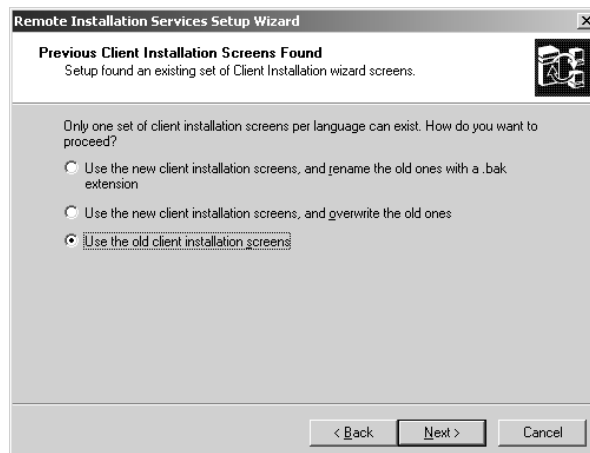 Remote Installation Services Setup Wizard
Previous Client Installation Screens Found
Setup found an existing set of Client Installation wizard screens.
Only one set of client installation screens per language can exist. How do you want to
proceed?
Use the new client installation screens, and rename the old ones with a .bak
extension
Use the new client installation screens, and overwrite the old ones
Use the old client installation screens
< Back
Next >
Cancel